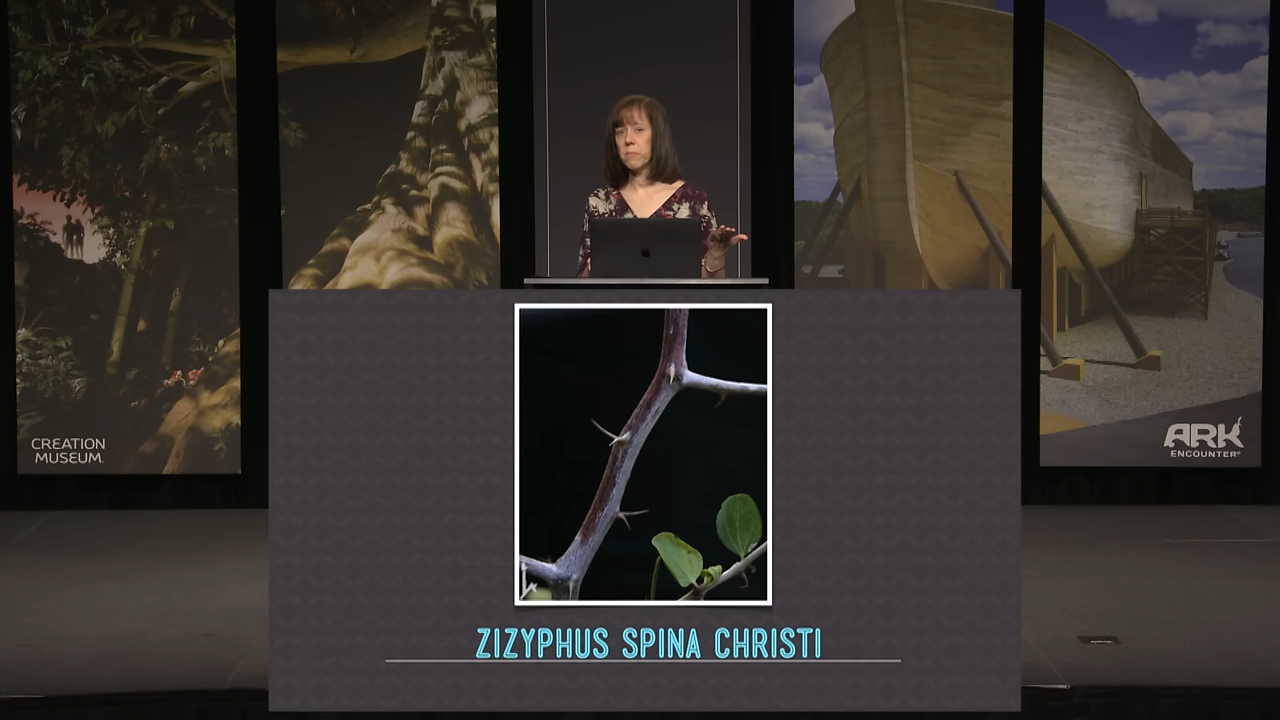 CREATION
MUSEUM
ARK
ENCOUNTER
ZIZYPHUS SPINA CHRISTI